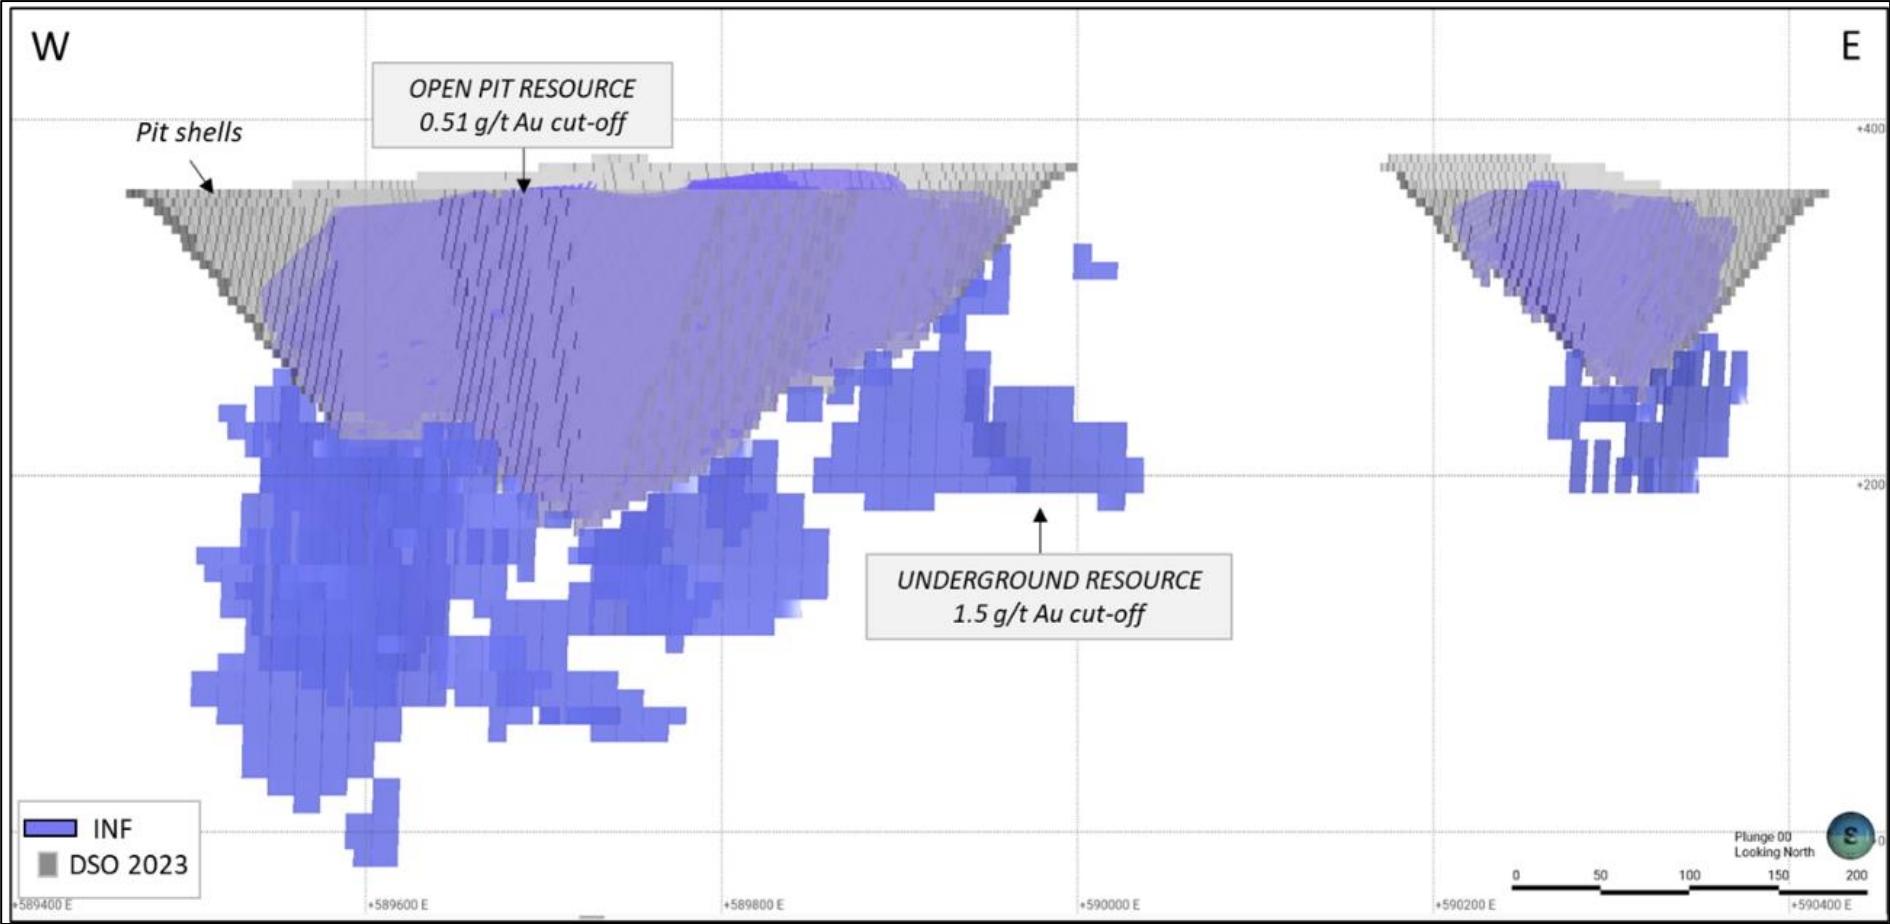 W
E
OPEN PIT RESOURCE
0.51 g/t Au cut-off
Pit shells
+400
+200
UNDERGROUND RESOURCE
1.5 g/t Au cut-off
INF
DSO 2023
Plunge 00
Looking North
S
+0
0 50 100 150 200
+589400 E +589600 E +589800 E +590000 E +590200 E +590400 E